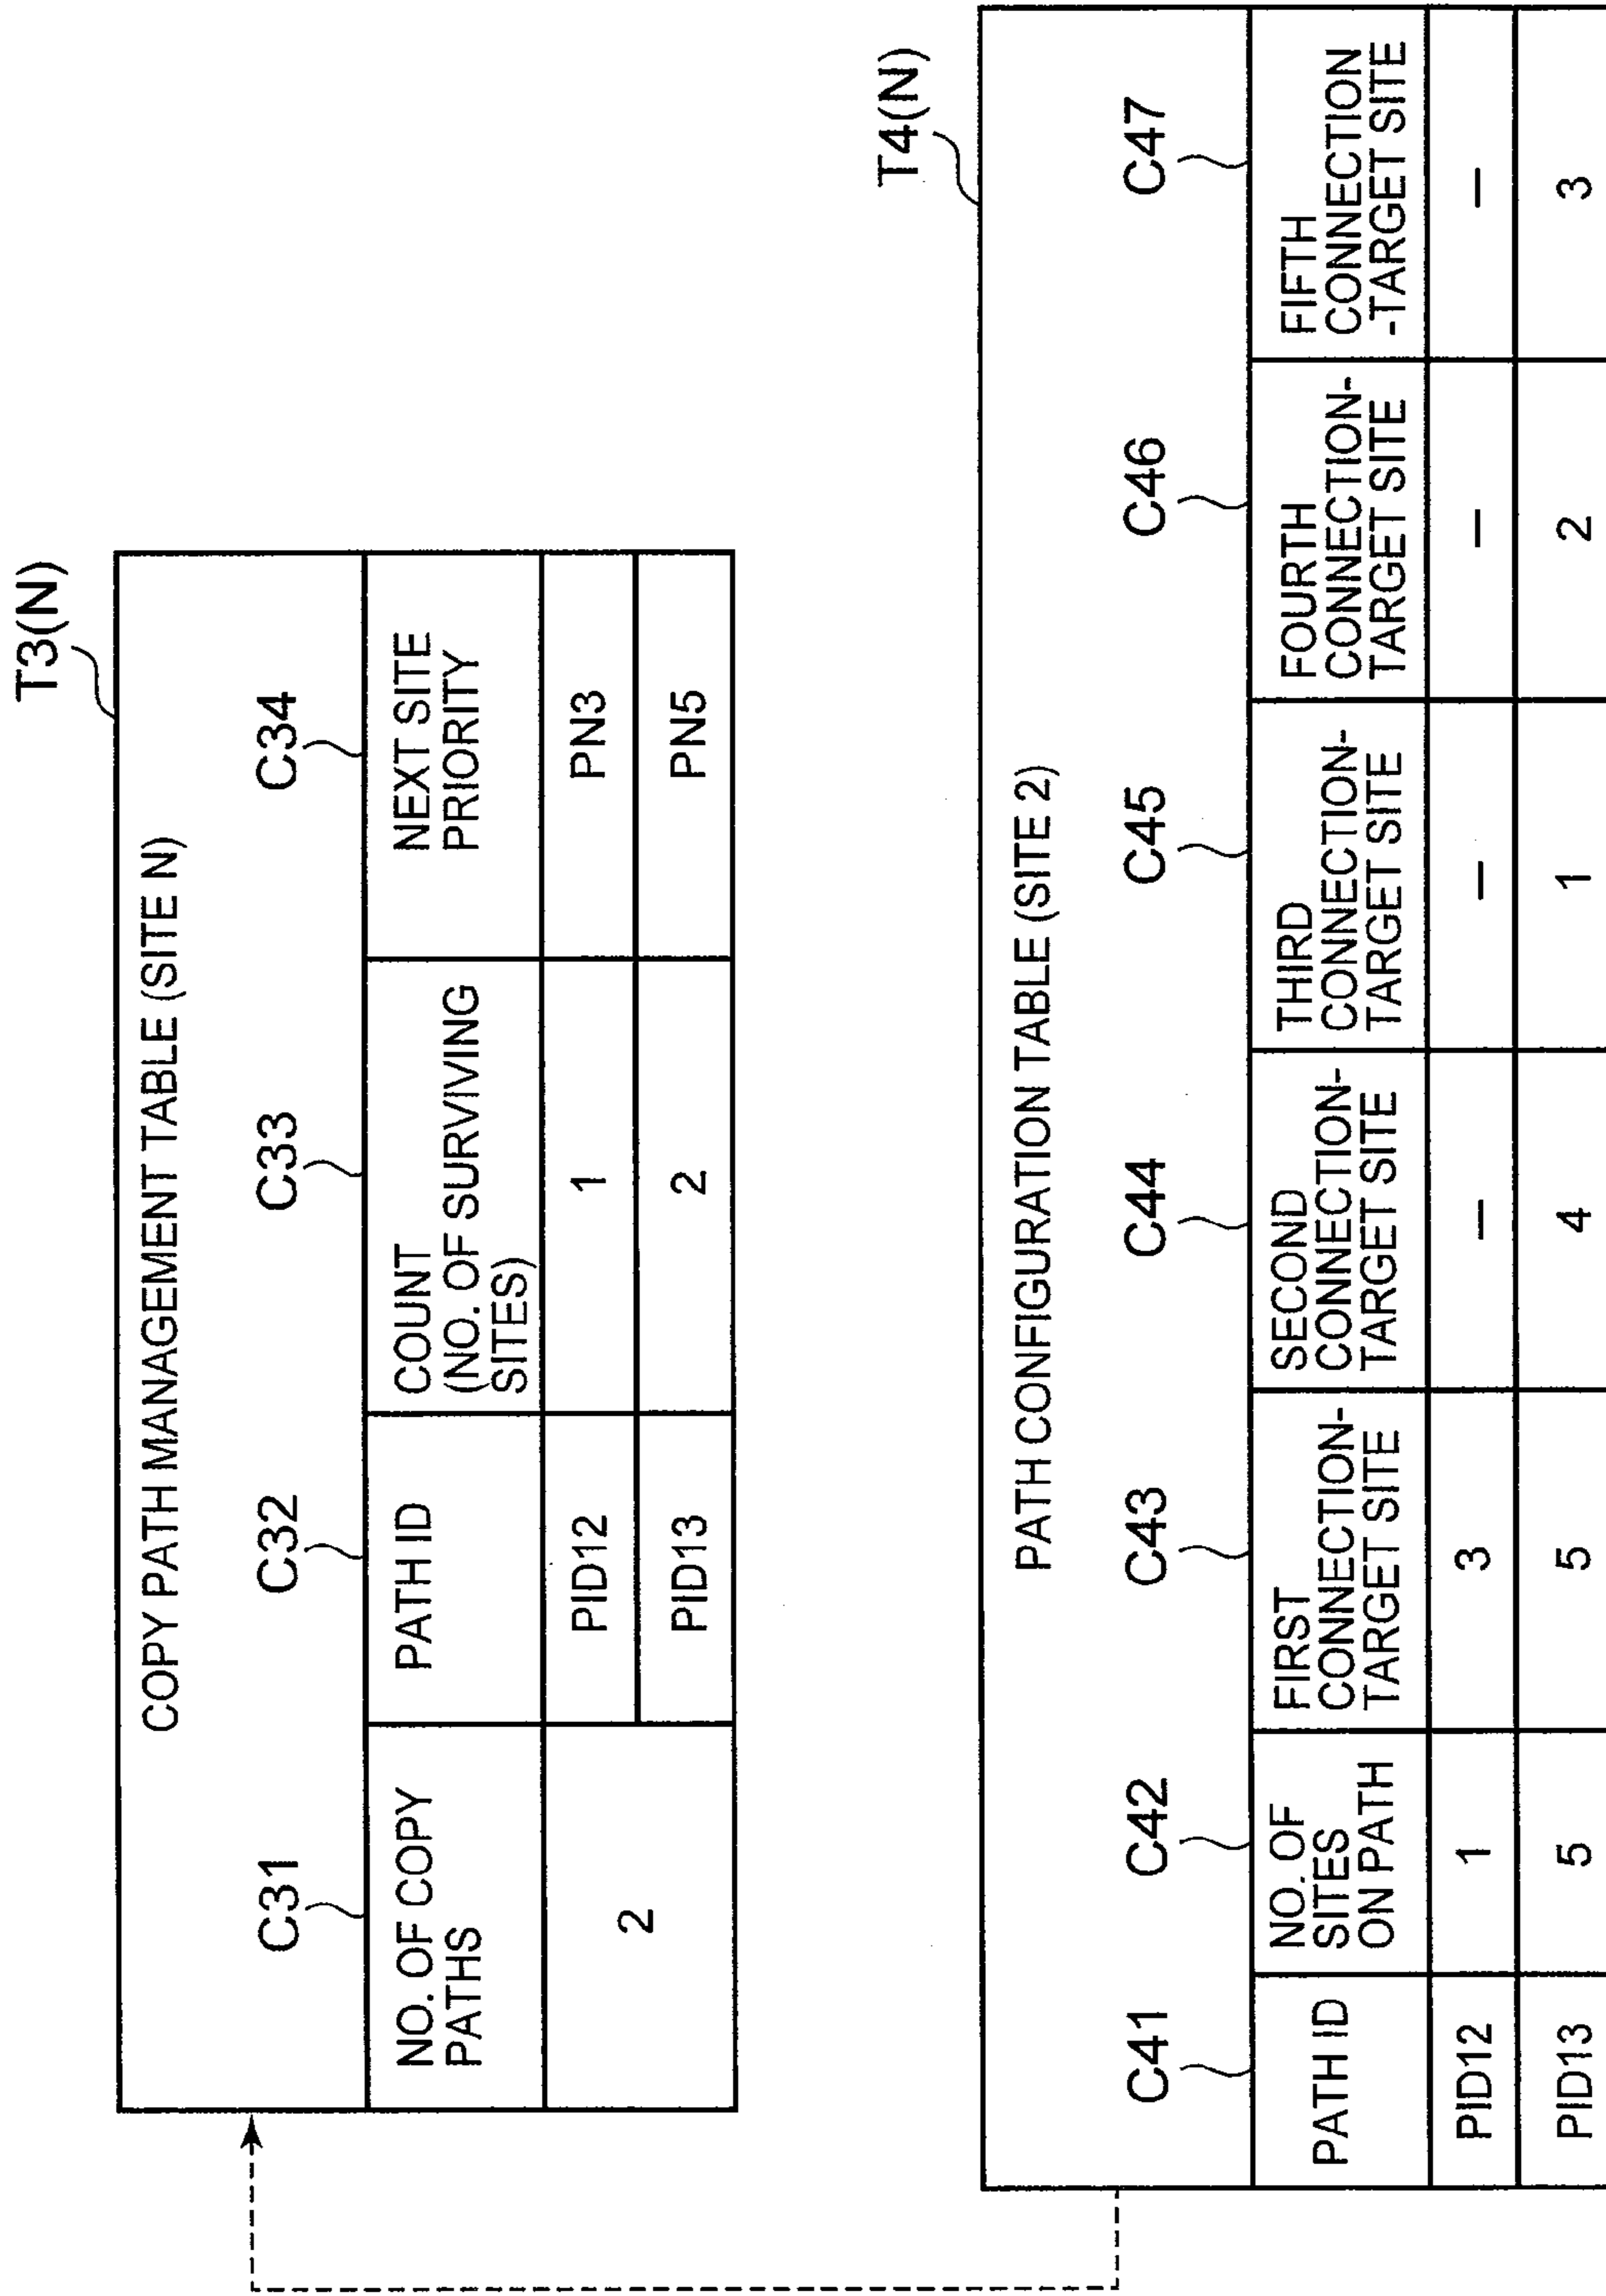 T3(N)
COPY PATH MANAGEMENT TABLE (SITE N)
C31 C32 C33 C34
NO. OF COPY
PATHS
PATH ID
COUNT
(NO. OF SURVIVING
SITES)
NEXT SITE
PRIORITY
2
PID12 1 PN3
PID13 2 PN5
T4(N)
PATH CONFIGURATION TABLE (SITE 2)
C41 C42 C43 C44 C45 C46 C47
PATH ID
NO. OF
SITES
ON PATH
FIRST
CONNECTION-
TARGET SITE
SECOND
CONNECTION-
TARGET SITE
THIRD
CONNECTION-
TARGET SITE
FOURTH
CONNECTION-
TARGET SITE
FIFTH
CONNECTION
-TARGET SITE
PID12 1 3 – – – –
PID13 5 5 4 1 2 3